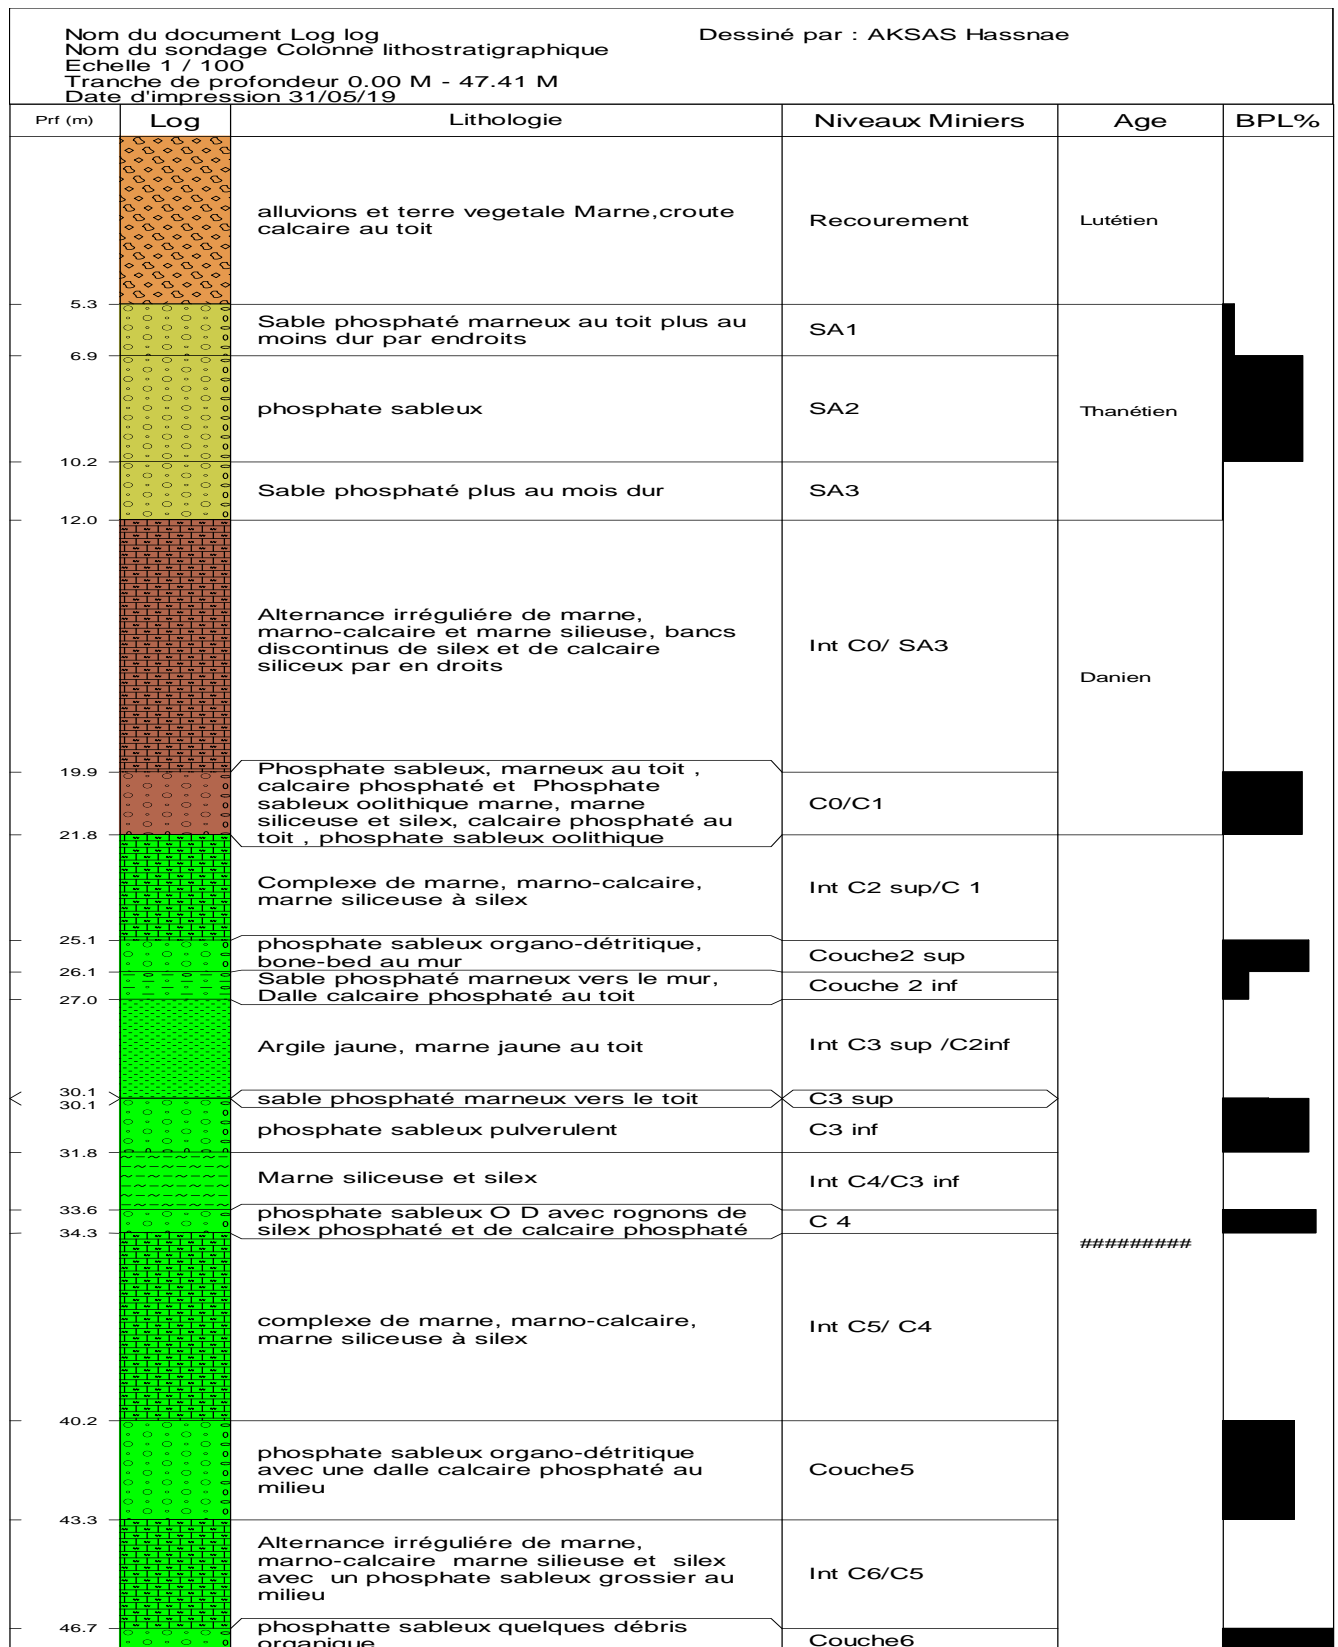 Nom du document Log log
Dessiné par : AKSAS Hassnae
Nom du sondage Colonne lithostratigraphique
Echelle 1 / 100
Tranche de profondeur 0.00 M - 47.41 M
Date d'impression 31/05/19
Prf (m) Log Lithologie Niveaux Miniers Age BPL%
alluvions et terre vegetale Marne,croute
calcaire au toit
Recourement
Lutétien
5.3
Sable phosphaté marneux au toit plus au
moins dur par endroits
SA1
6.9
phosphate sableux
SA2
Thanétien
10.2
Sable phosphaté plus au mois dur
SA3
12.0
Alternance irréguliére de marne,
marno-calcaire et marne silieuse, bancs
discontinus de silex et de calcaire
siliceux par en droits
Int C0/ SA3
Danien
19.9
Phosphate sableux, marneux au toit ,
calcaire phosphaté et Phosphate
sableux oolithique marne, marne
siliceuse et silex, calcaire phosphaté au
toit , phosphate sableux oolithique
C0/C1
21.8
Complexe de marne, marno-calcaire,
marne siliceuse à silex
Int C2 sup/C 1
25.1
phosphate sableux organo-détritique,
bone-bed au mur
Couche2 sup
26.1
Sable phosphaté marneux vers le mur,
Dalle calcaire phosphaté au toit
Couche 2 inf
27.0
Argile jaune, marne jaune au toit
Int C3 sup /C2inf
30.1
30.1
sable phosphaté marneux vers le toit
C3 sup
phosphate sableux pulverulent
C3 inf
31.8
Marne siliceuse et silex
Int C4/C3 inf
33.6
phosphate sableux O D avec rognons de
silex phosphaté et de calcaire phosphaté
C 4
34.3
#########
complexe de marne, marno-calcaire,
marne siliceuse à silex
Int C5/ C4
40.2
phosphate sableux organo-détritique
avec une dalle calcaire phosphaté au
milieu
Couche5
43.3
Alternance irréguliére de marne,
marno-calcaire marne silieuse et silex
avec un phosphate sableux grossier au
milieu
Int C6/C5
46.7
phosphatte sableux quelques débris
organique
Couche6